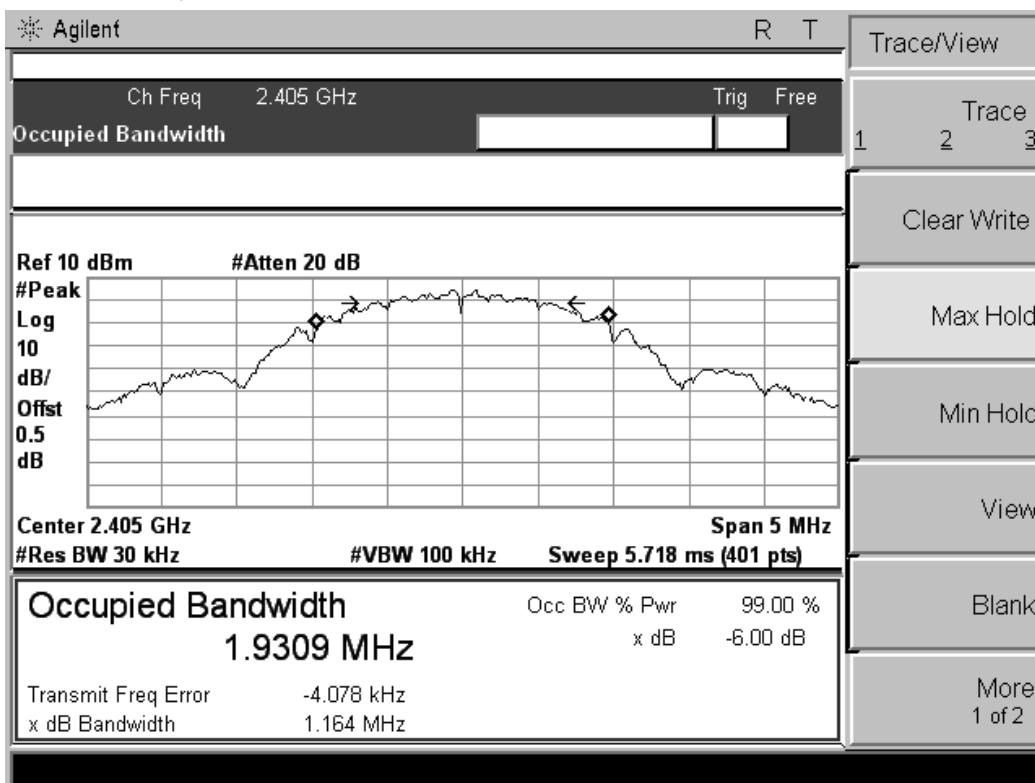 Agilent R T
Ch Freq 2.405 GHz Trig Free
Occupied Bandwidth
Ref 10 dBm #Atten 20 dB
#Peak
Log
10
dB/
Offst
0.5
dB
Center 2.405 GHz Span 5 MHz
#Res BW 30 kHz #VBW 100 kHz Sweep 5.718 ms (401 pts)
Occupied Bandwidth
1.9309 MHz
Occ BW % Pwr 99.00 %
x dB -6.00 dB
Transmit Freq Error -4.078 kHz
x dB Bandwidth 1.164 MHz
Trace/View
Trace
1 2 3
Clear Write
Max Hold
Min Hold
View
Blank
More
1 of 2